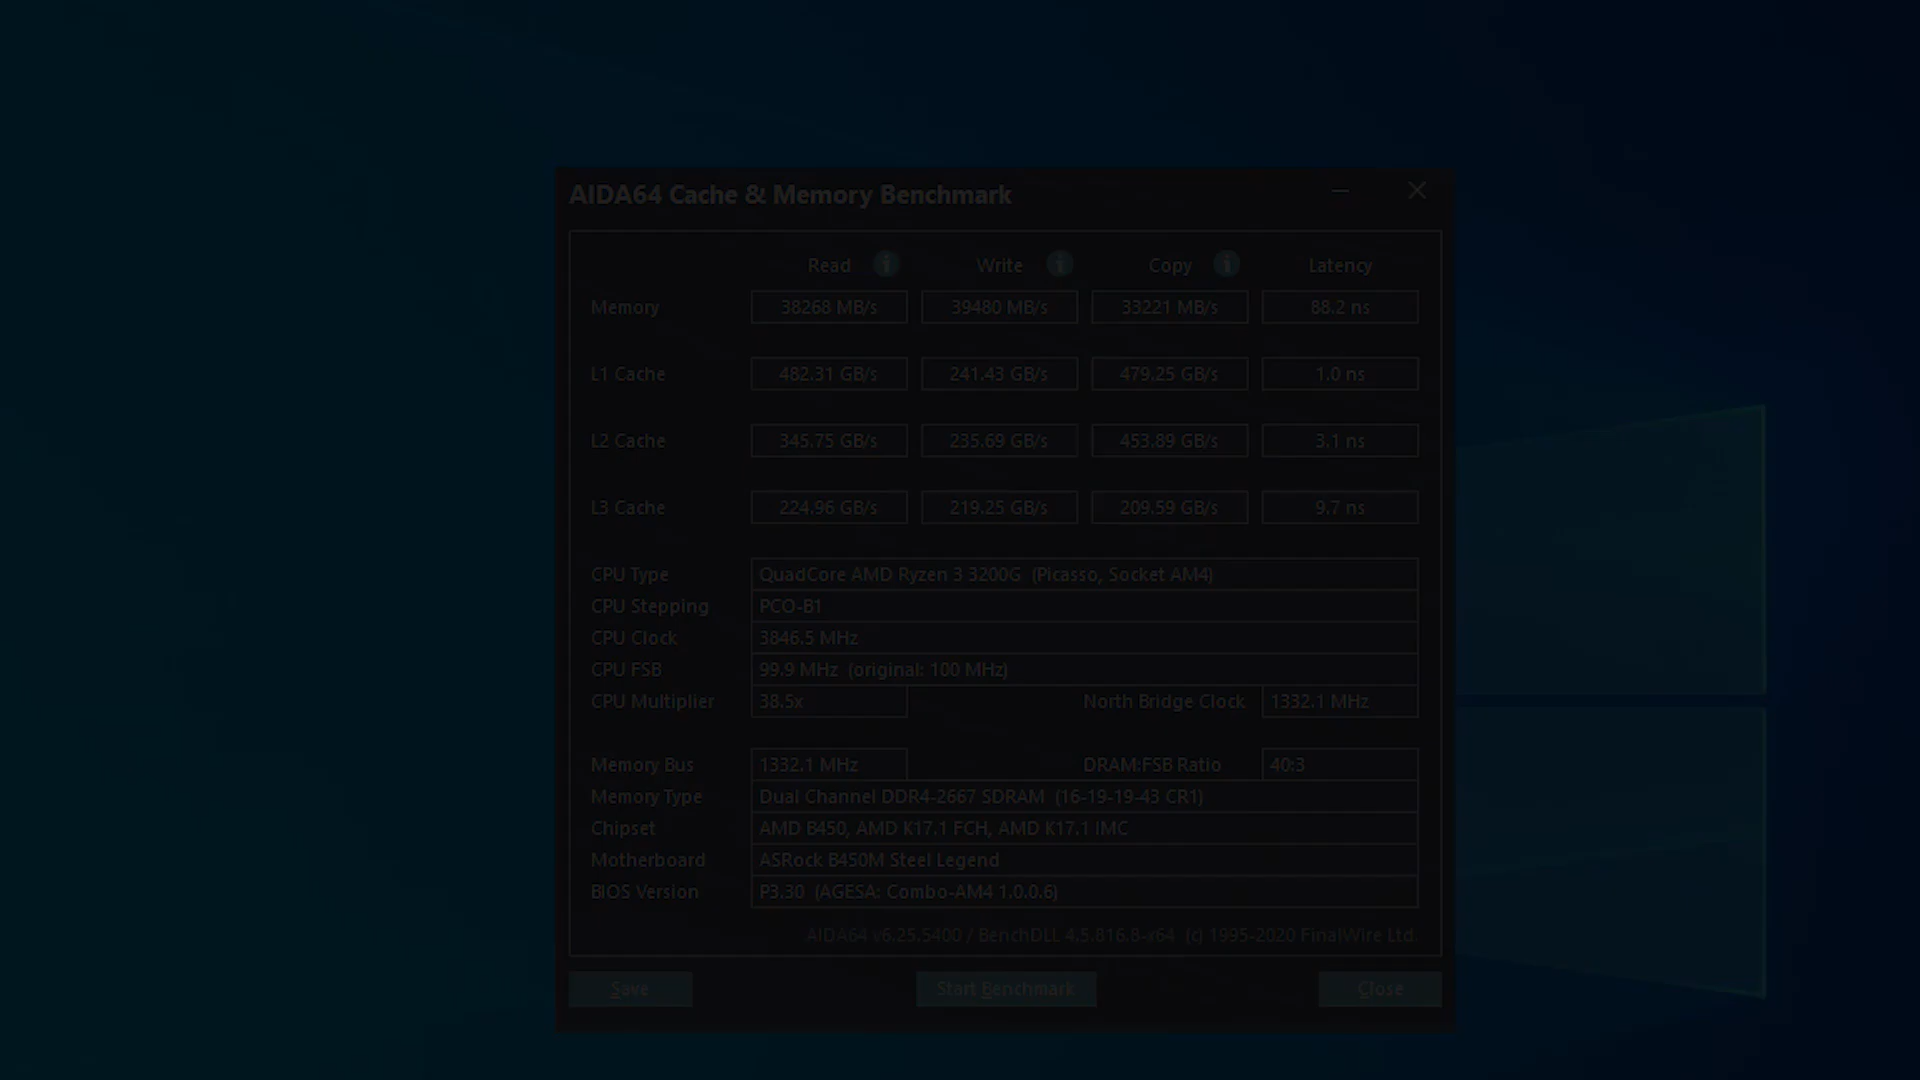 AIDA64 Cache & Memory Benchmark
Read Write Copy Latency
Memory 38268 MB/s 39480 MB/s 33221 MB/s 88.2 ns
L1 Cache 482.31 GB/s 241.43 GB/s 479.25 GB/s 1.0 ns
L2 Cache 345.75 GB/s 235.69 GB/s 453.89 GB/s 3.1 ns
L3 Cache 224.96 GB/s 219.25 GB/s 209.59 GB/s 9.7 ns
CPU Type QuadCore AMD Ryzen 3 3200G (Picasso, Socket AM4)
CPU Stepping PCO-B1
CPU Clock 3846.5 MHz
CPU FSB 99.9 MHz (original: 100 MHz)
CPU Multiplier 38.5x North Bridge Clock 1332.1 MHz
Memory Bus 1332.1 MHz DRAM:FSB Ratio 40:3
Memory Type Dual Channel DDR4-2667 SDRAM (16-19-19-43 CR1)
Chipset AMD B450, AMD K17.1 FCH, AMD K17.1 IMC
Motherboard ASRock B450M Steel Legend
BIOS Version P3.30 (AGESA: Combo-AM4 1.0.0.6)
AIDA64 v6.25.5400 / BenchDLL 4.5.816.8-x64 (c) 1995-2020 FinalWire Ltd.
Save Start Benchmark Close